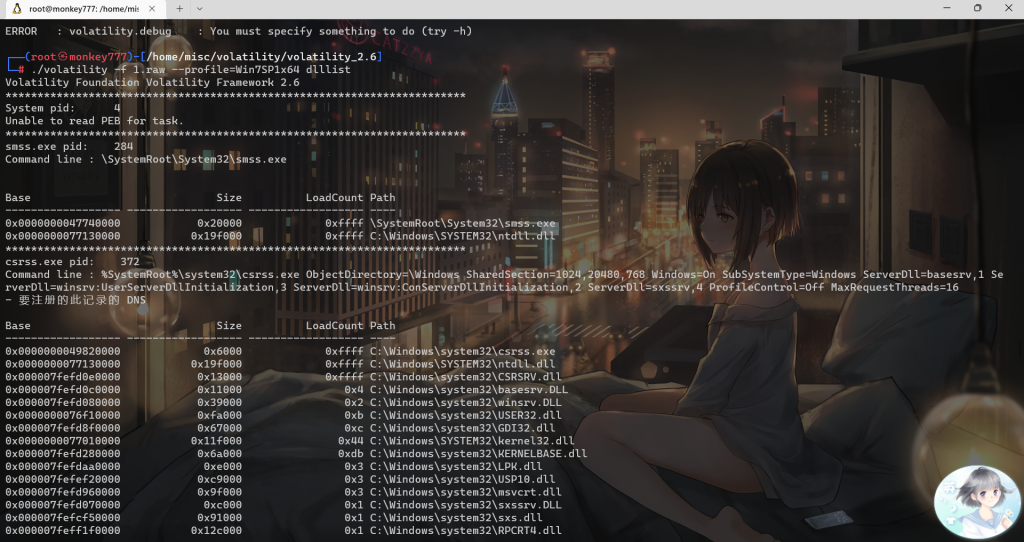 root@monkey777: /home/mis
ERROR   : volatility.debug    : You must specify something to do (try -h)
┌──(root㉿monkey777)-[/home/misc/volatility/volatility_2.6]
└─# ./volatility -f 1.raw --profile=Win7SP1x64 dlllist
Volatility Foundation Volatility Framework 2.6
************************************************************************
System pid:      4
Unable to read PEB for task.
************************************************************************
smss.exe pid:    284
Command line : \SystemRoot\System32\smss.exe
Base                             Size          LoadCount Path
------------------ ------------------ ------------------ ----
0x0000000047740000            0x20000             0xffff \SystemRoot\System32\smss.exe
0x0000000077130000           0x19f000             0xffff C:\Windows\SYSTEM32\ntdll.dll
************************************************************************
csrss.exe pid:    372
Command line : %SystemRoot%\system32\csrss.exe ObjectDirectory=\Windows SharedSection=1024,20480,768 Windows=On SubSystemType=Windows ServerDll=basesrv,1 Se
rverDll=winsrv:UserServerDllInitialization,3 ServerDll=winsrv:ConServerDllInitialization,2 ServerDll=sxssrv,4 ProfileControl=Off MaxRequestThreads=16
- 要注册的此记录的 DNS
Base                             Size          LoadCount Path
------------------ ------------------ ------------------ ----
0x0000000049820000             0x6000             0xffff C:\Windows\system32\csrss.exe
0x0000000077130000           0x19f000             0xffff C:\Windows\SYSTEM32\ntdll.dll
0x000007fefd0e0000            0x13000             0xffff C:\Windows\system32\CSRSRV.dll
0x000007fefd0c0000            0x11000                0x4 C:\Windows\system32\basesrv.DLL
0x000007fefd080000            0x39000                0x2 C:\Windows\system32\winsrv.DLL
0x0000000076f10000            0xfa000                0xb C:\Windows\system32\USER32.dll
0x000007fefd8f0000            0x67000                0xc C:\Windows\system32\GDI32.dll
0x0000000077010000           0x11f000               0x44 C:\Windows\SYSTEM32\kernel32.dll
0x000007fefd280000            0x6a000               0xdb C:\Windows\system32\KERNELBASE.dll
0x000007fefdaa0000             0xe000                0x3 C:\Windows\system32\LPK.dll
0x000007fefef20000            0xc9000                0x3 C:\Windows\system32\USP10.dll
0x000007fefd960000            0x9f000                0x3 C:\Windows\system32\msvcrt.dll
0x000007fefd070000             0xc000                0x1 C:\Windows\system32\sxssrv.DLL
0x000007fefcf50000            0x91000                0x1 C:\Windows\system32\sxs.dll
0x000007feff1f0000           0x12c000                0x1 C:\Windows\system32\RPCRT4.dll